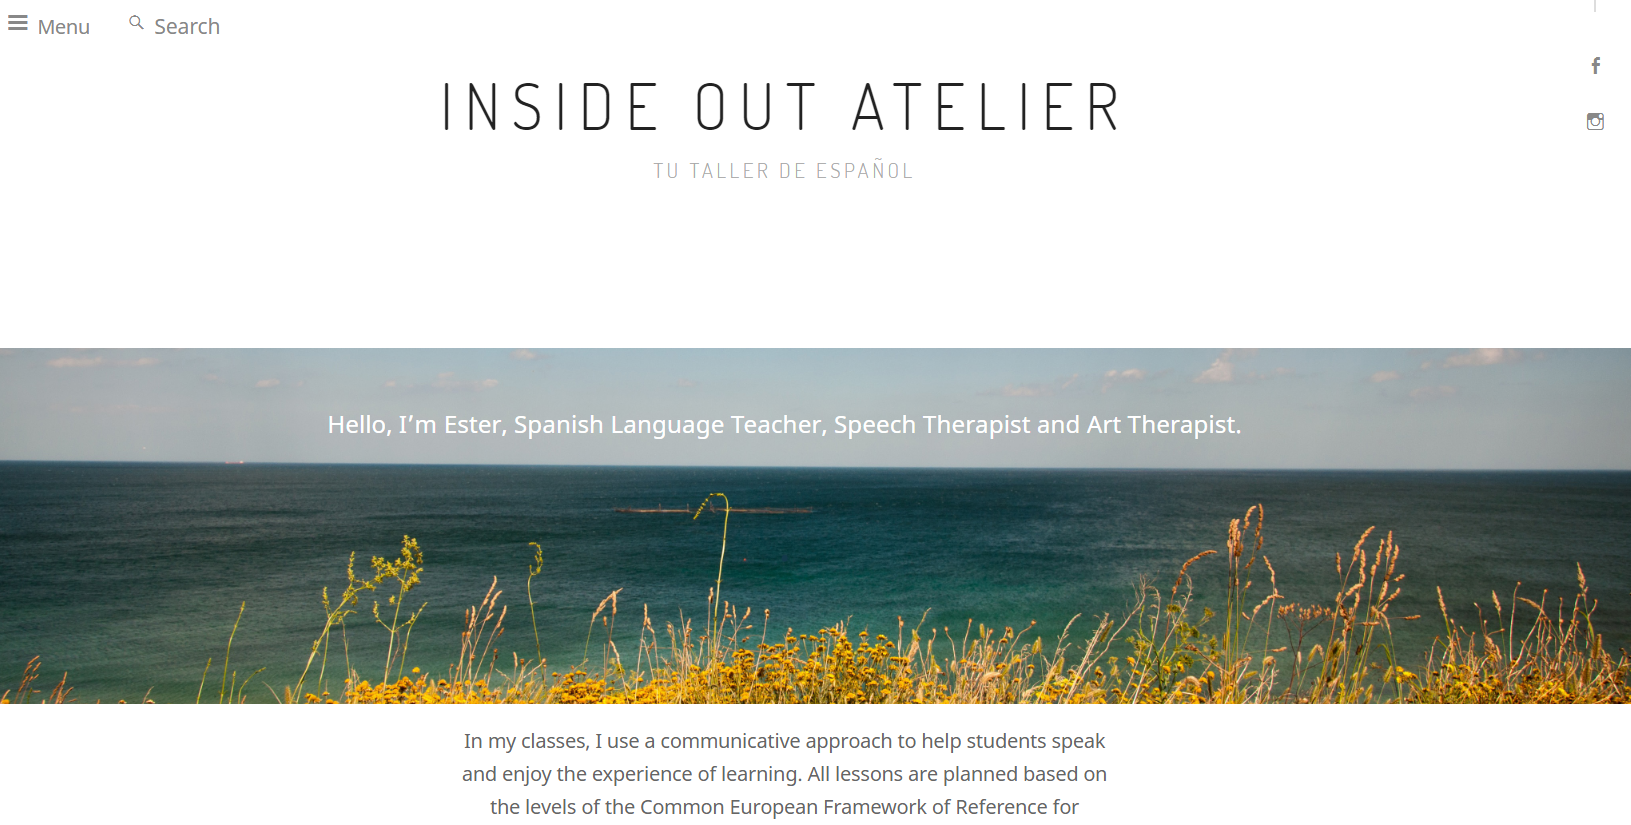 Menu
Search
INSIDE OUT ATELIER
TU TALLER DE ESPAÑOL
Hello, I’m Ester, Spanish Language Teacher, Speech Therapist and Art Therapist.
In my classes, I use a communicative approach to help students speak
and enjoy the experience of learning. All lessons are planned based on
the levels of the Common European Framework of Reference for